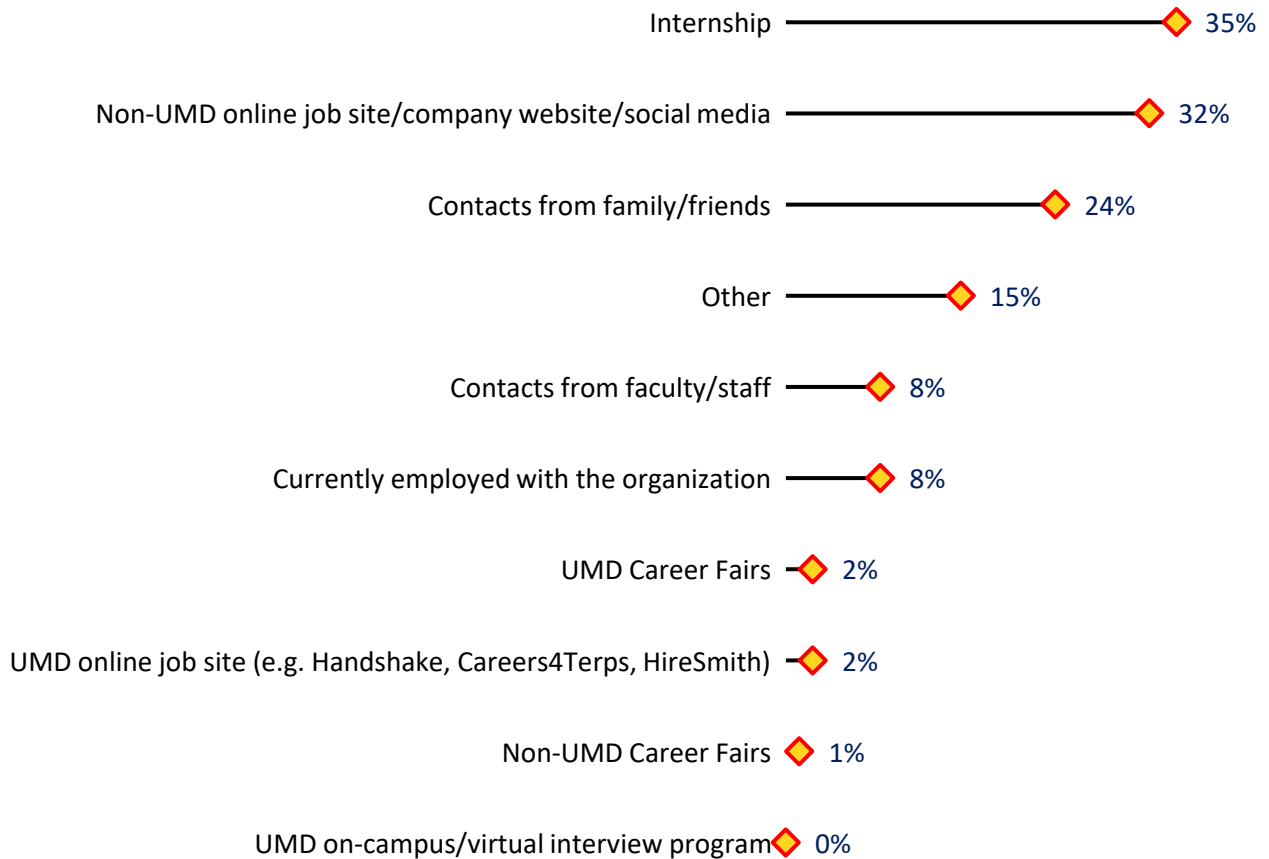 Internship 35%
Non-UMD online job site/company website/social media 32%
Contacts from family/friends 24%
Other 15%
Contacts from faculty/staff 8%
Currently employed with the organization 8%
UMD Career Fairs 2%
UMD online job site (e.g. Handshake, Careers4Terps, HireSmith) 2%
Non-UMD Career Fairs 1%
UMD on-campus/virtual interview program 0%